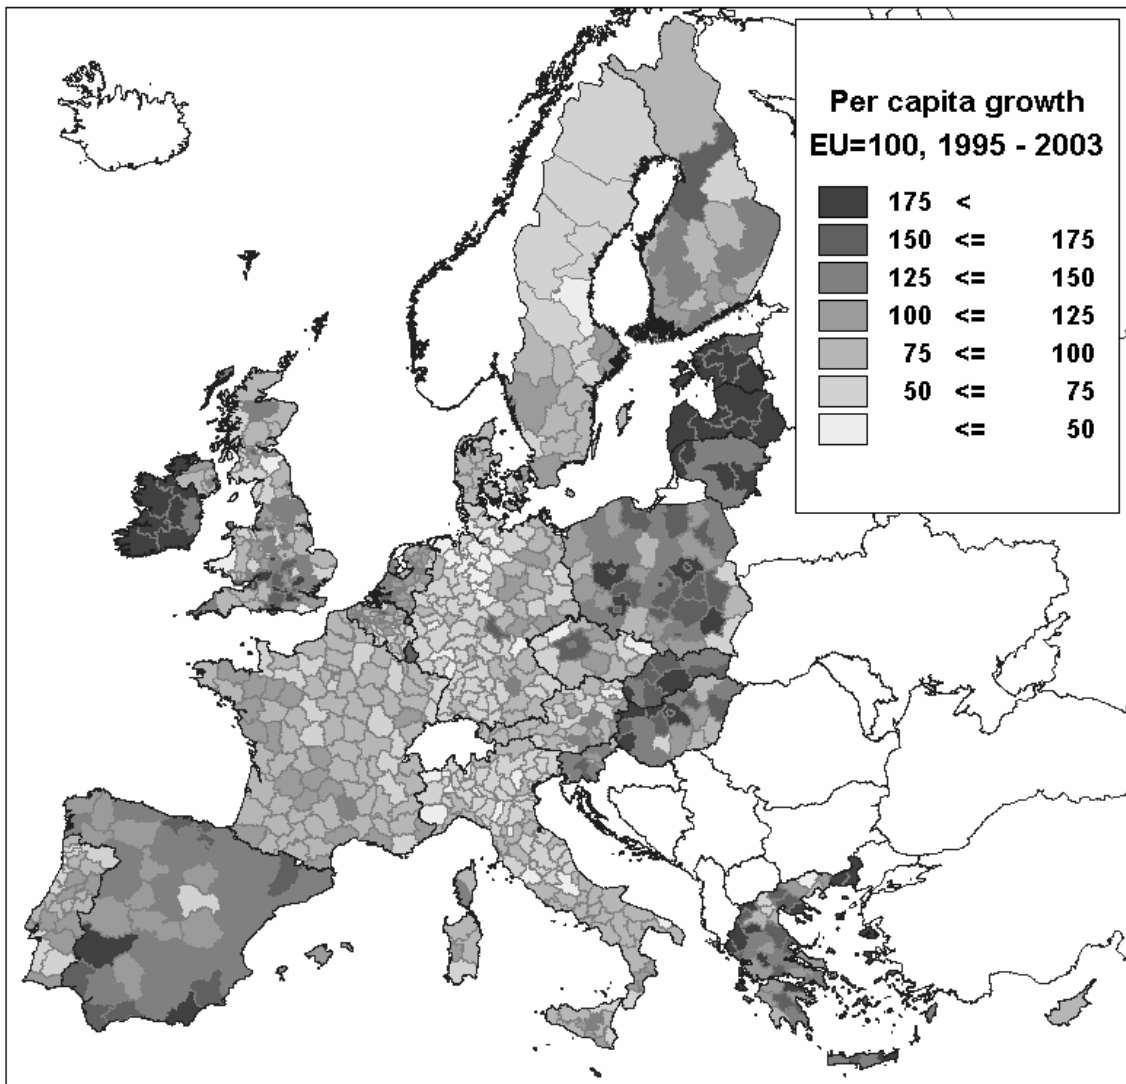 Per capita growth
EU=100, 1995 - 2003
175 <
150 <= 175
125 <= 150
100 <= 125
75 <= 100
50 <= 75
<= 50